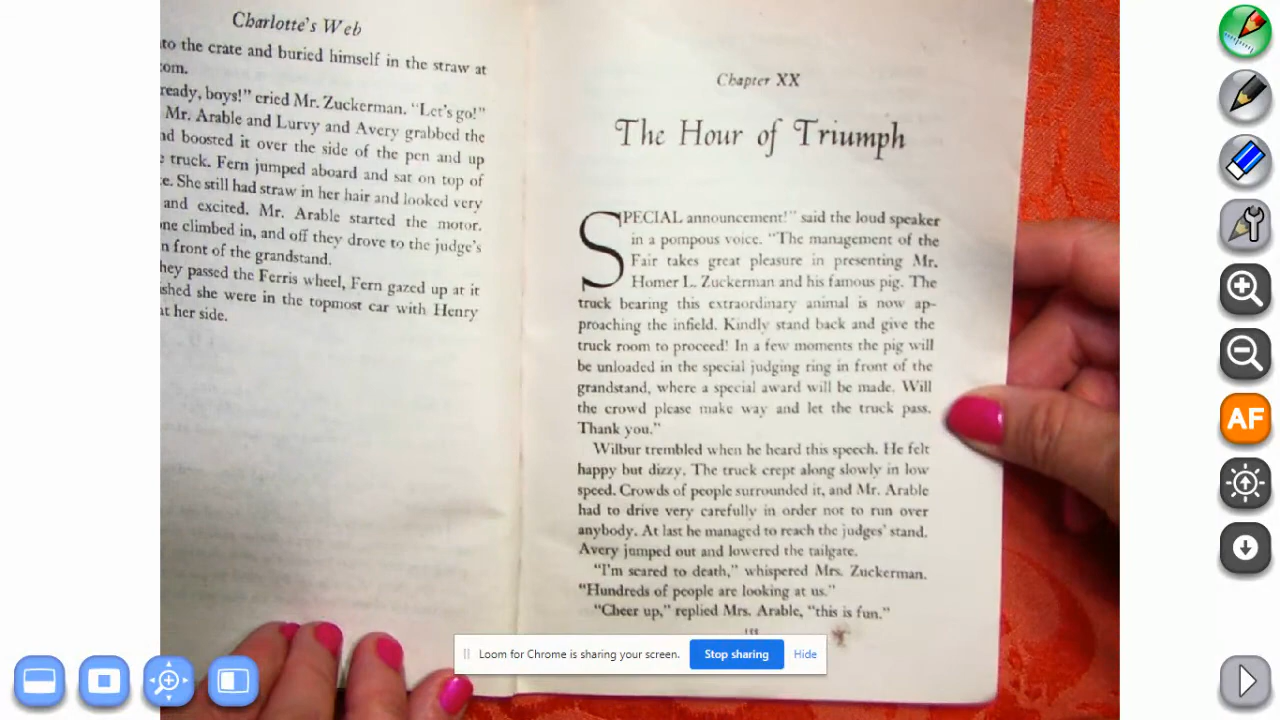 Charlotte's Web
to the crate and buried himself in the straw at
ready, boys!" cried Mr. Zuckerman. "Let's go!"
Mr. Arable and Lurvy and Avery grabbed the
boosted it over the side of the pen and up
truck. Fern jumped aboard and sat on top of
She still had straw in her hair and looked very
and excited. Mr. Arable started the motor.
climbed in, and off they drove to the judge's
front of the grandstand.
they passed the Ferris wheel, Fern gazed up at it
she were in the topmost car with Henry
at her side.
Chapter XX
The Hour of Triumph
SPECIAL announcement!" said the loud speaker
in a pompous voice. "The management of the
Fair takes great pleasure in presenting Mr.
Homer L. Zuckerman and his famous pig. The
truck bearing this extraordinary animal is now ap-
proaching the infield. Kindly stand back and give the
truck room to proceed! In a few moments the pig will
be unloaded in the special judging ring in front of the
grandstand, where a special award will be made. Will
the crowd please make way and let the truck pass.
Thank you."
Wilbur trembled when he heard this speech. He felt
happy but dizzy. The truck crept along slowly in low
speed. Crowds of people surrounded it, and Mr. Arable
had to drive very carefully in order not to run over
anybody. At last he managed to reach the judges' stand.
Avery jumped out and lowered the tailgate.
"I'm scared to death," whispered Mrs. Zuckerman.
"Hundreds of people are looking at us."
"Cheer up," replied Mrs. Arable, "this is fun."
Loom for Chrome is sharing your screen.
Stop sharing
Hide
AF